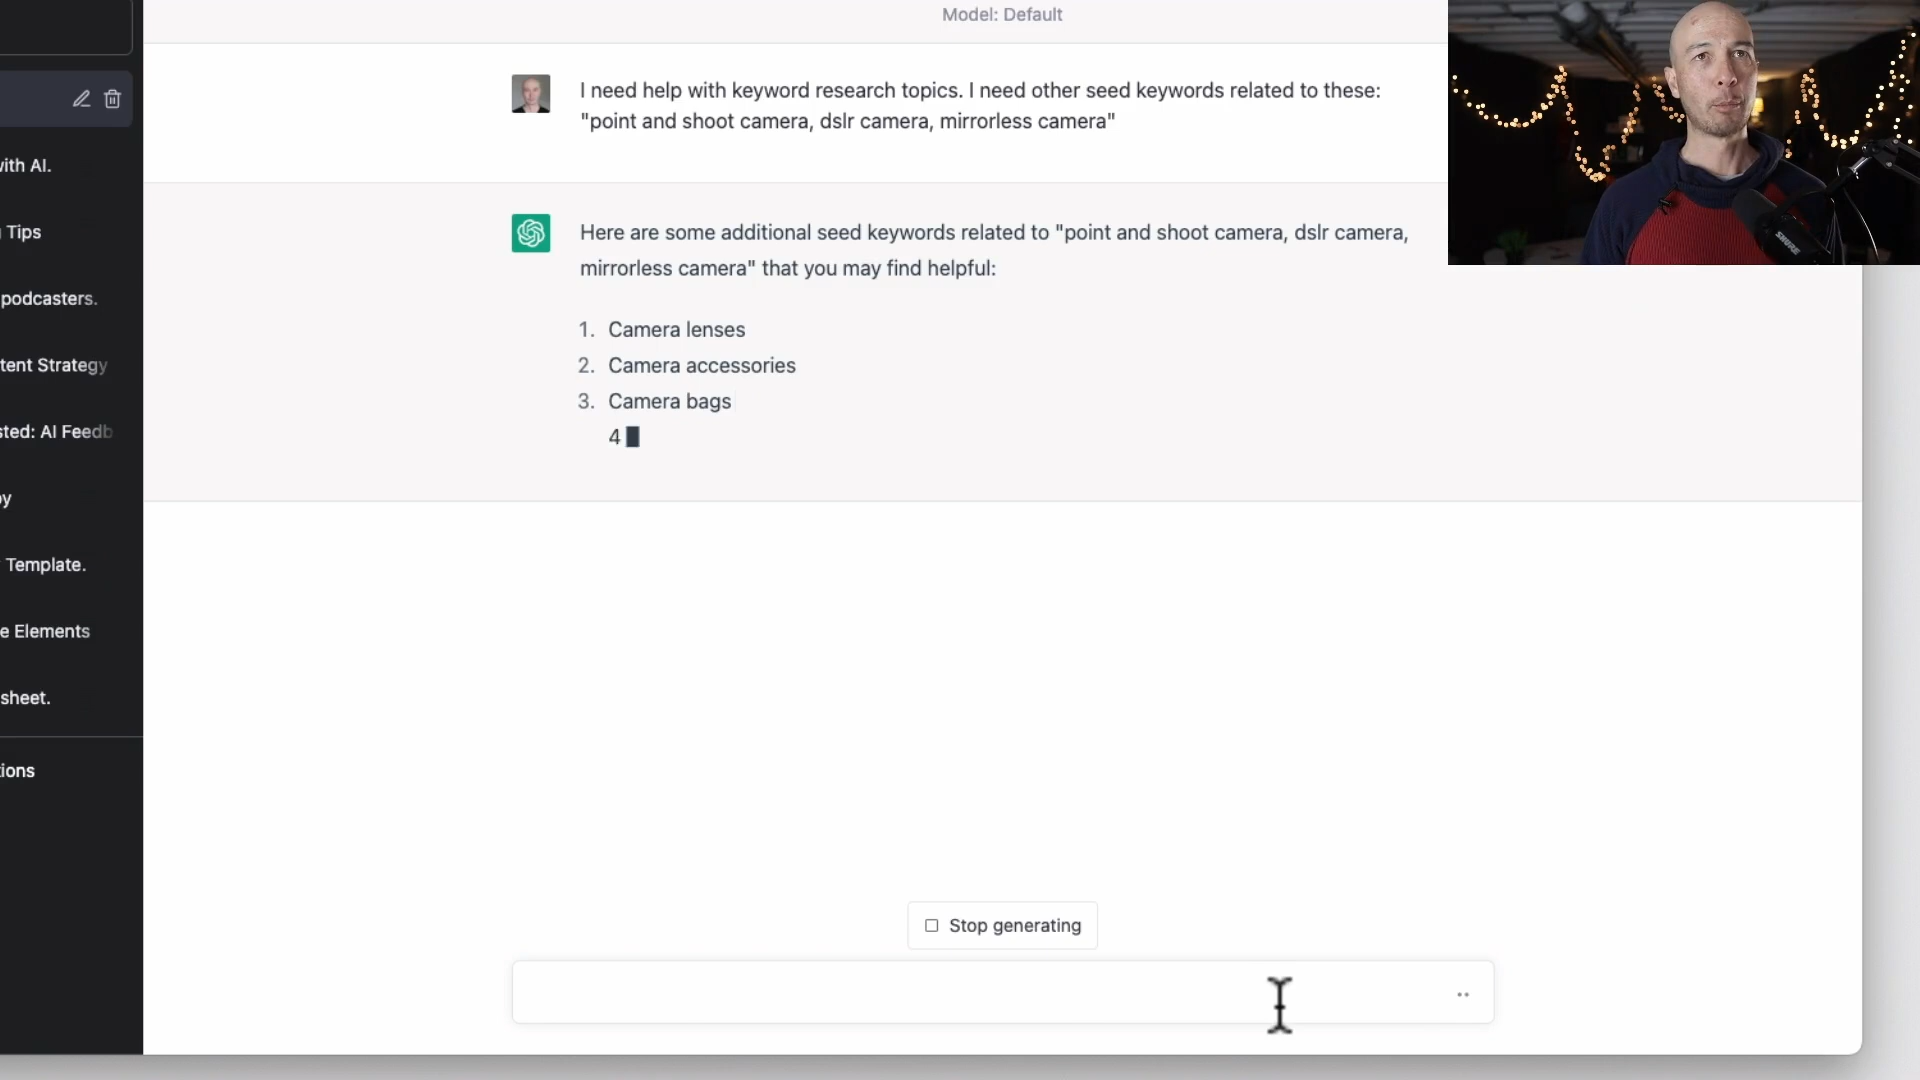 Model: Default
I need help with keyword research topics. I need other seed keywords related to these:
"point and shoot camera, dslr camera, mirrorless camera"
Here are some additional seed keywords related to "point and shoot camera, dslr camera,
mirrorless camera" that you may find helpful:
1. Camera lenses
2. Camera accessories
3. Camera bags
4
Stop generating
with AI.
Tips
podcasters.
tent Strategy
sted: AI Feedb
py
Template.
e Elements
sheet.
tions
SHURE